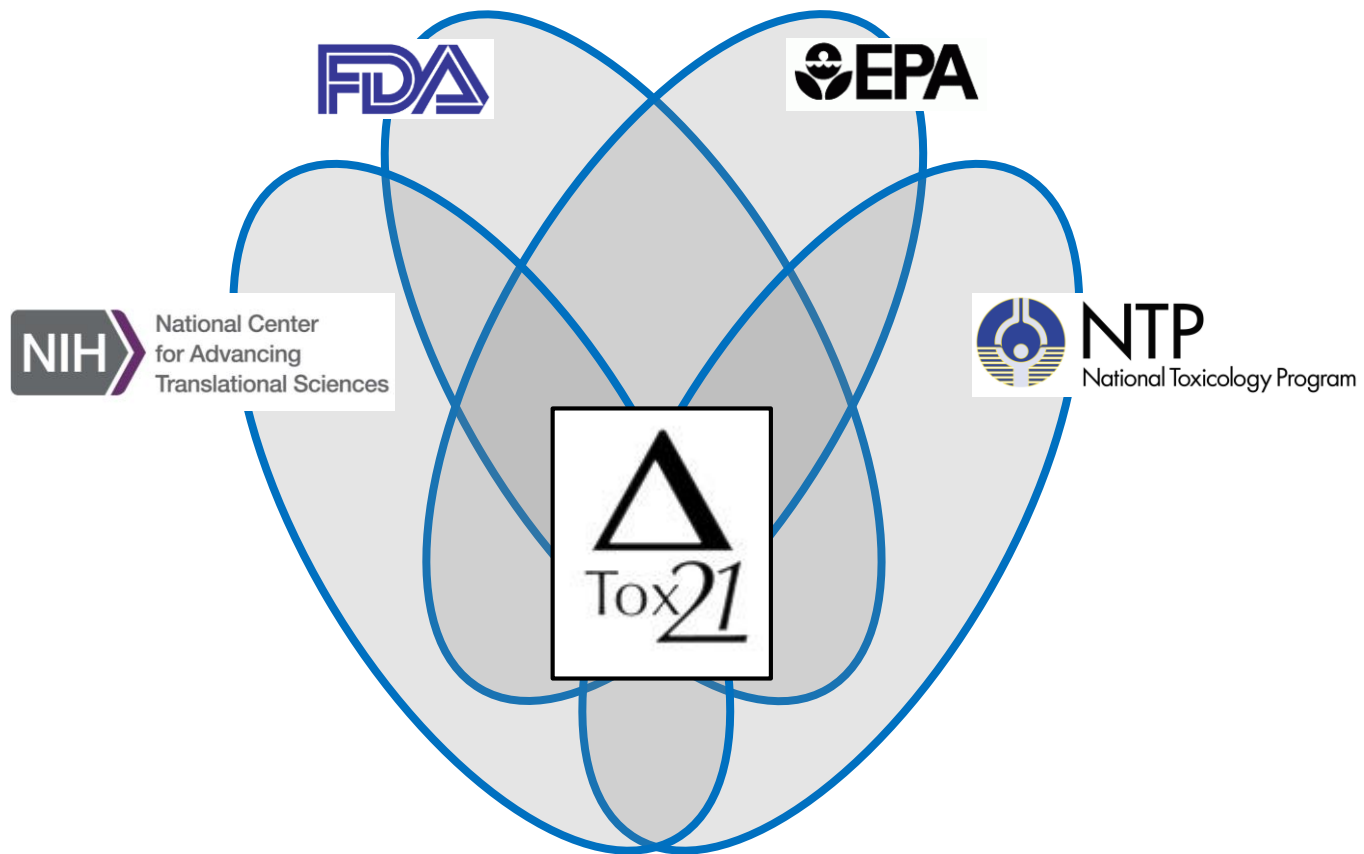 FDA
EPA
NIH
National Center
for Advancing
Translational Sciences
NTP
National Toxicology Program
Tox21